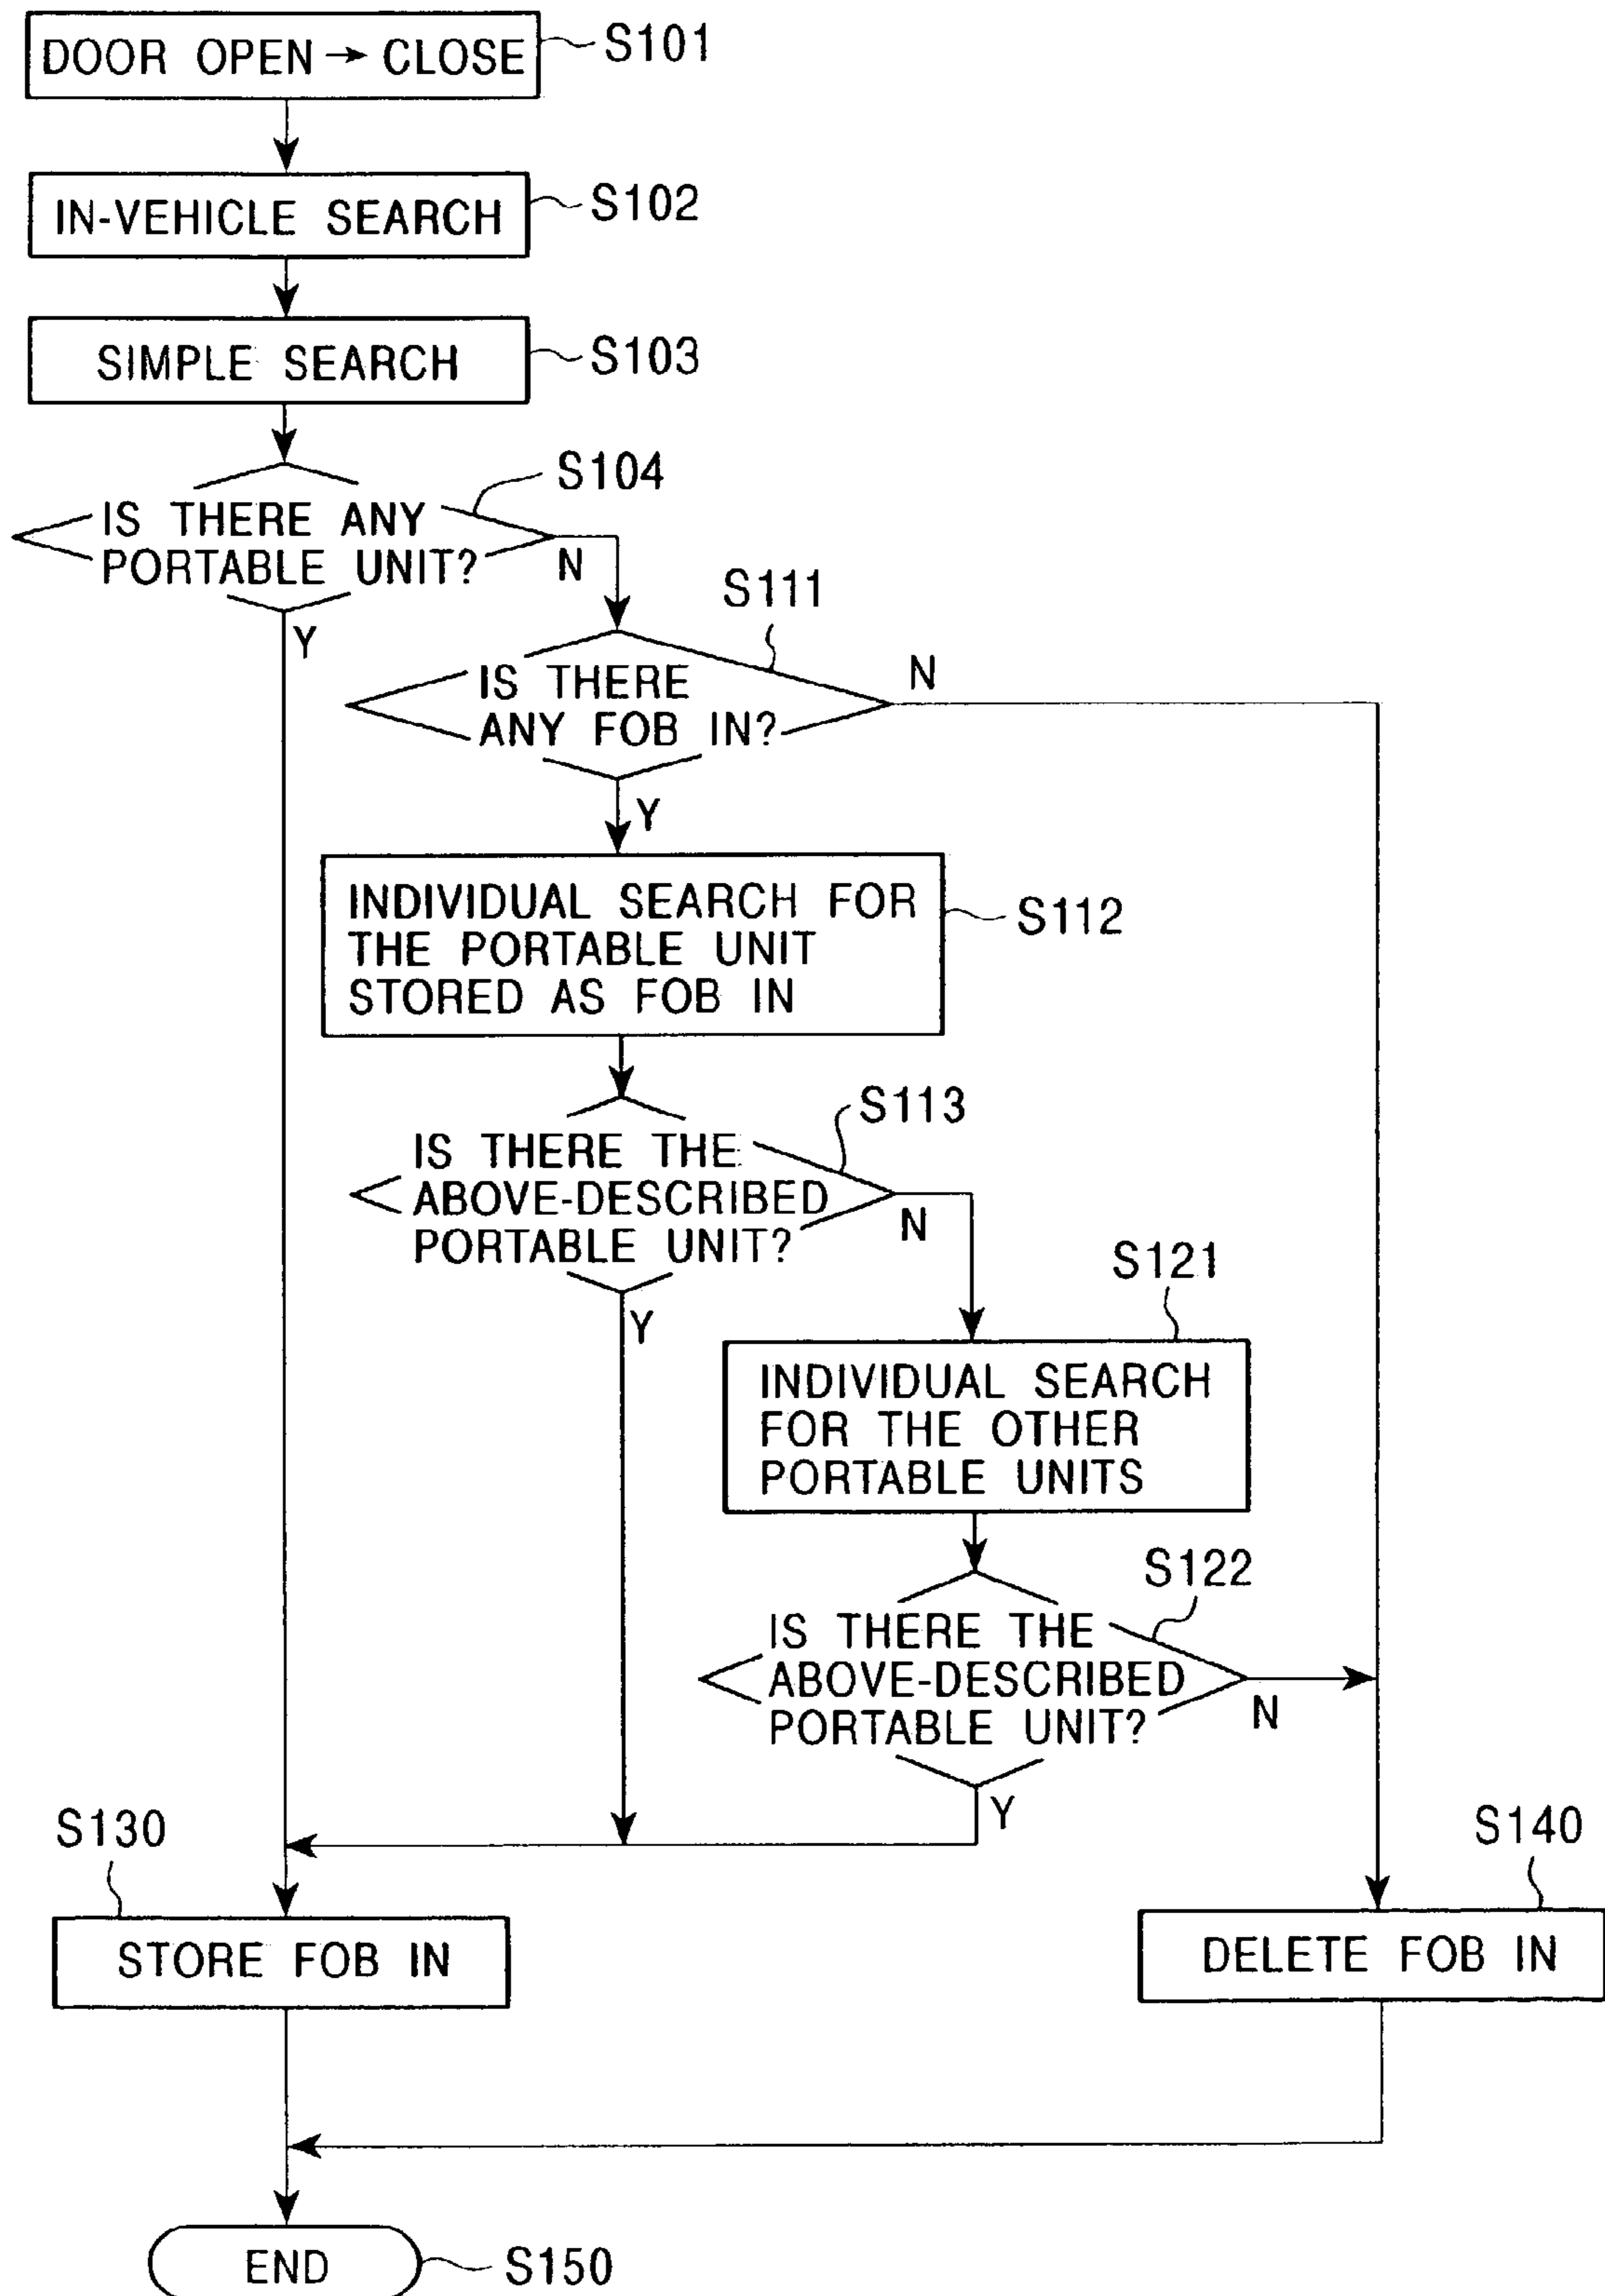 DOOR OPEN → CLOSE
S101
IN-VEHICLE SEARCH
S102
SIMPLE SEARCH
S103
S104
IS THERE ANY
PORTABLE UNIT?
N
Y
S111
IS THERE
ANY FOB IN?
N
Y
INDIVIDUAL SEARCH FOR
THE PORTABLE UNIT
STORED AS FOB IN
S112
S113
IS THERE THE
ABOVE-DESCRIBED
PORTABLE UNIT?
N
Y
S121
INDIVIDUAL SEARCH
FOR THE OTHER
PORTABLE UNITS
S122
IS THERE THE
ABOVE-DESCRIBED
PORTABLE UNIT?
N
Y
S130
STORE FOB IN
S140
DELETE FOB IN
END
S150